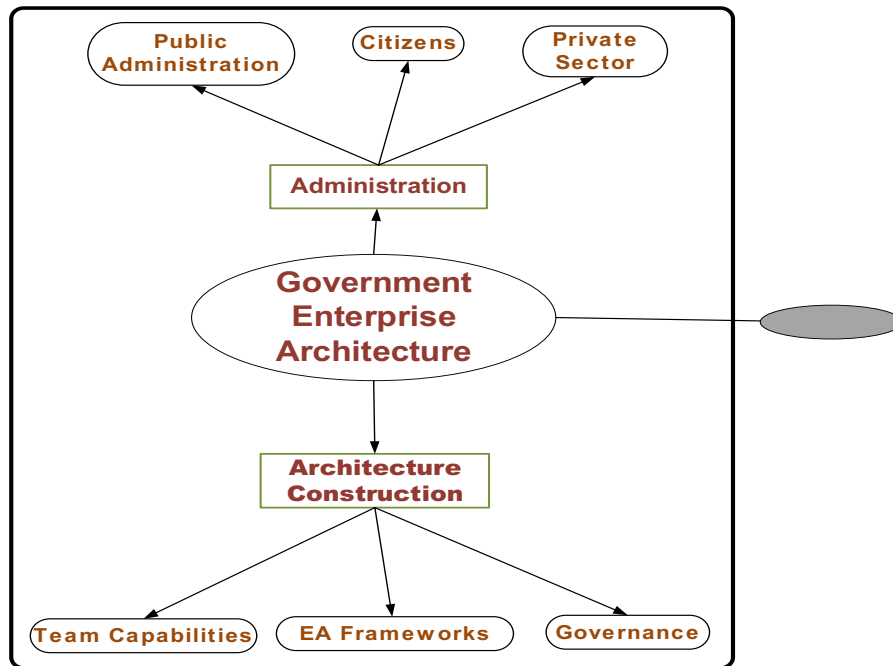 Public
Administration
Citizens
Private
Sector
Administration
Government
Enterprise
Architecture
Architecture
Construction
Team Capabilities
EA Frameworks
Governance